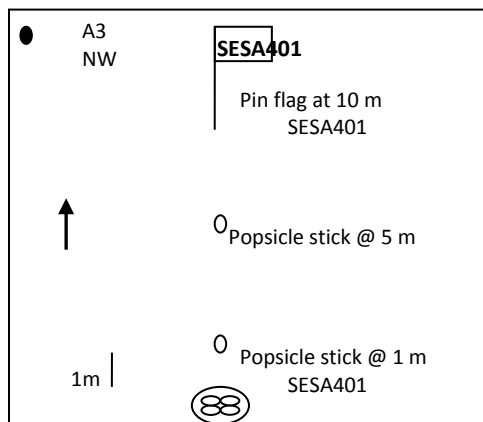 A3
NW
SESA401
Pin flag at 10 m
SESA401
Popsicle stick @ 5 m
Popsicle stick @ 1 m
SESA401
1m